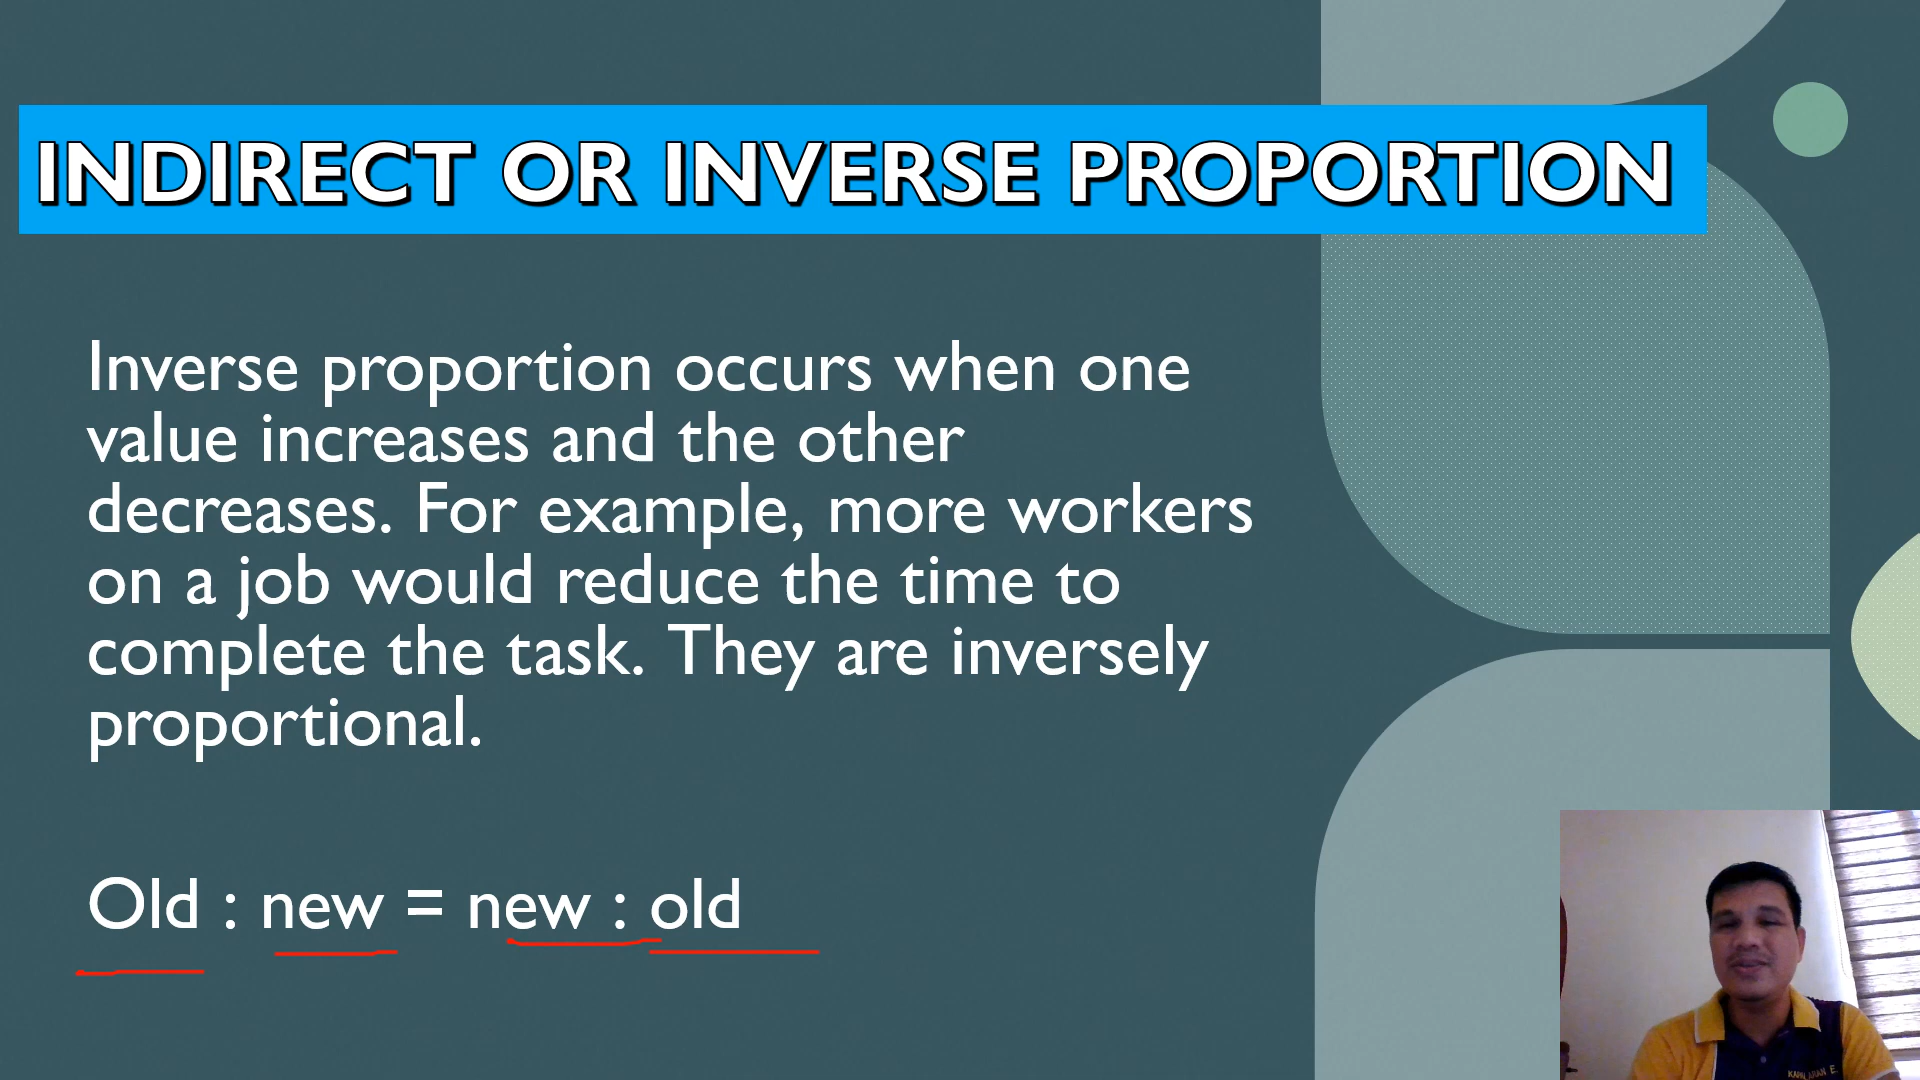 INDIRECT OR INVERSE PROPORTION
Inverse proportion occurs when one
value increases and the other
decreases. For example, more workers
on a job would reduce the time to
complete the task. They are inversely
proportional.
Old : new = new : old